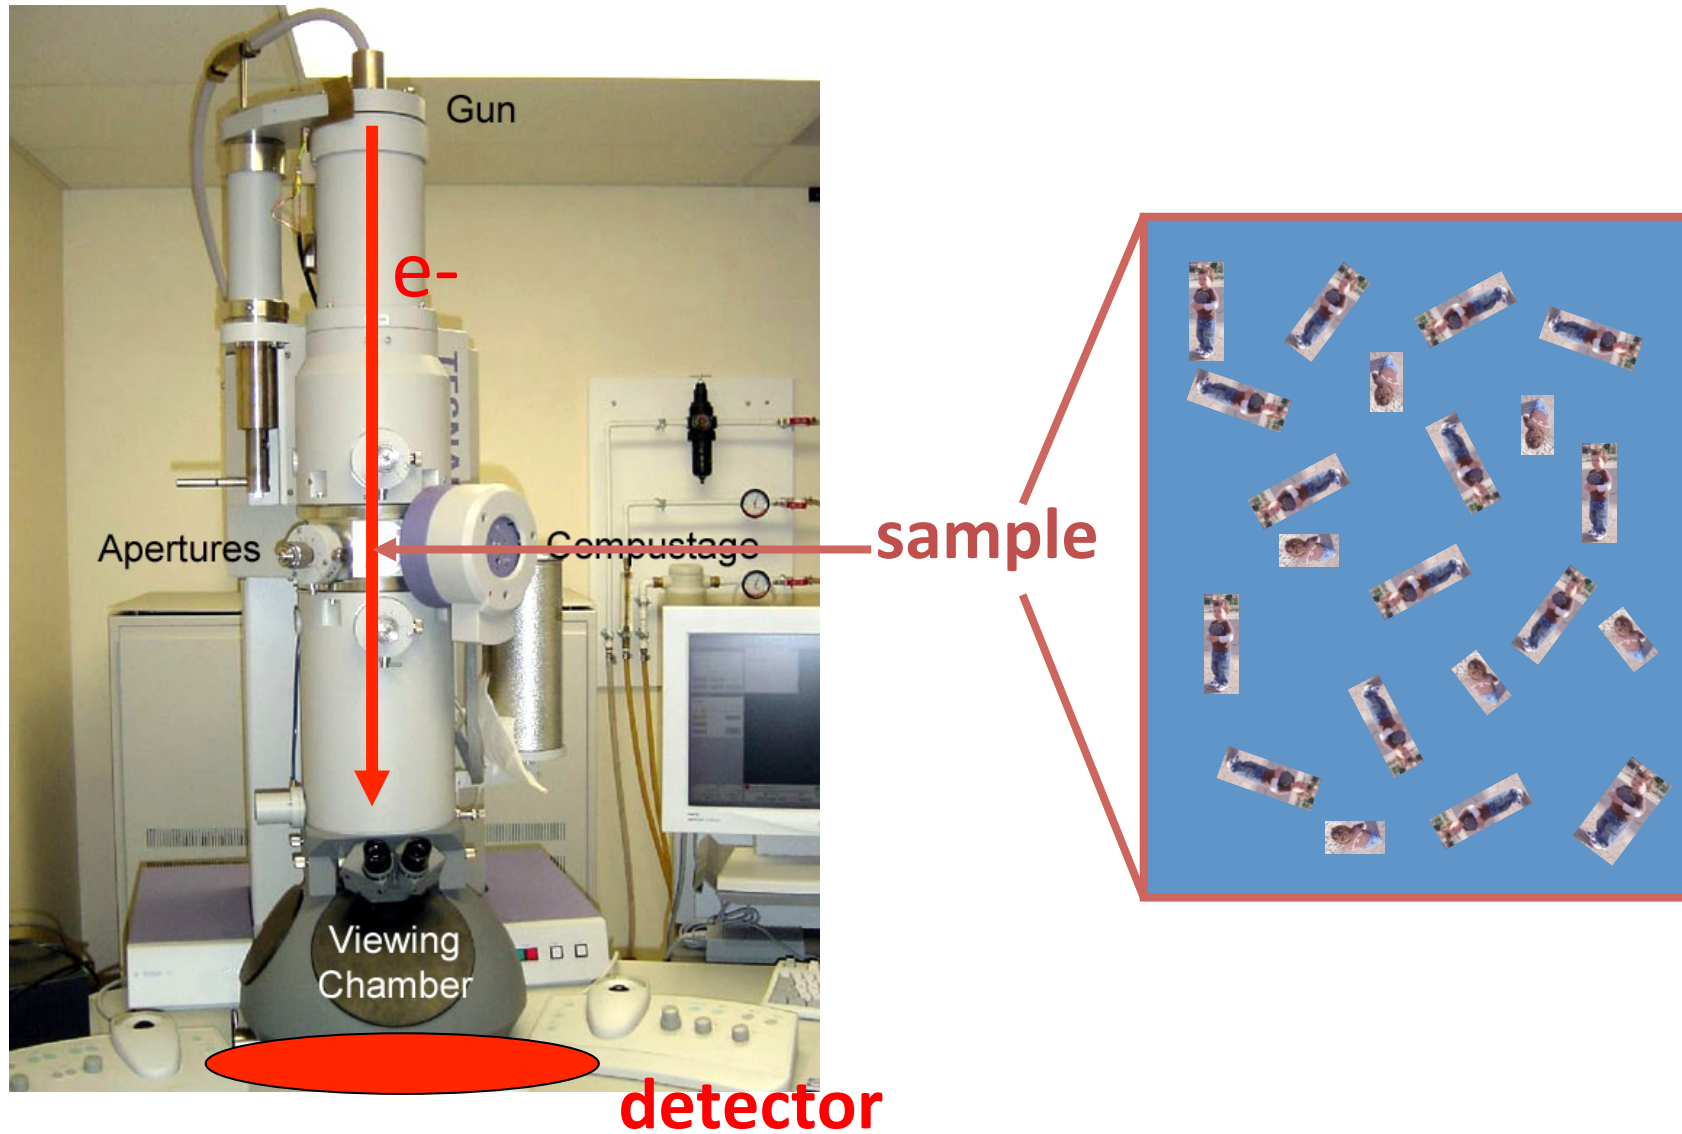 Gun
e-
Apertures
Compustage
sample
Viewing
Chamber
detector